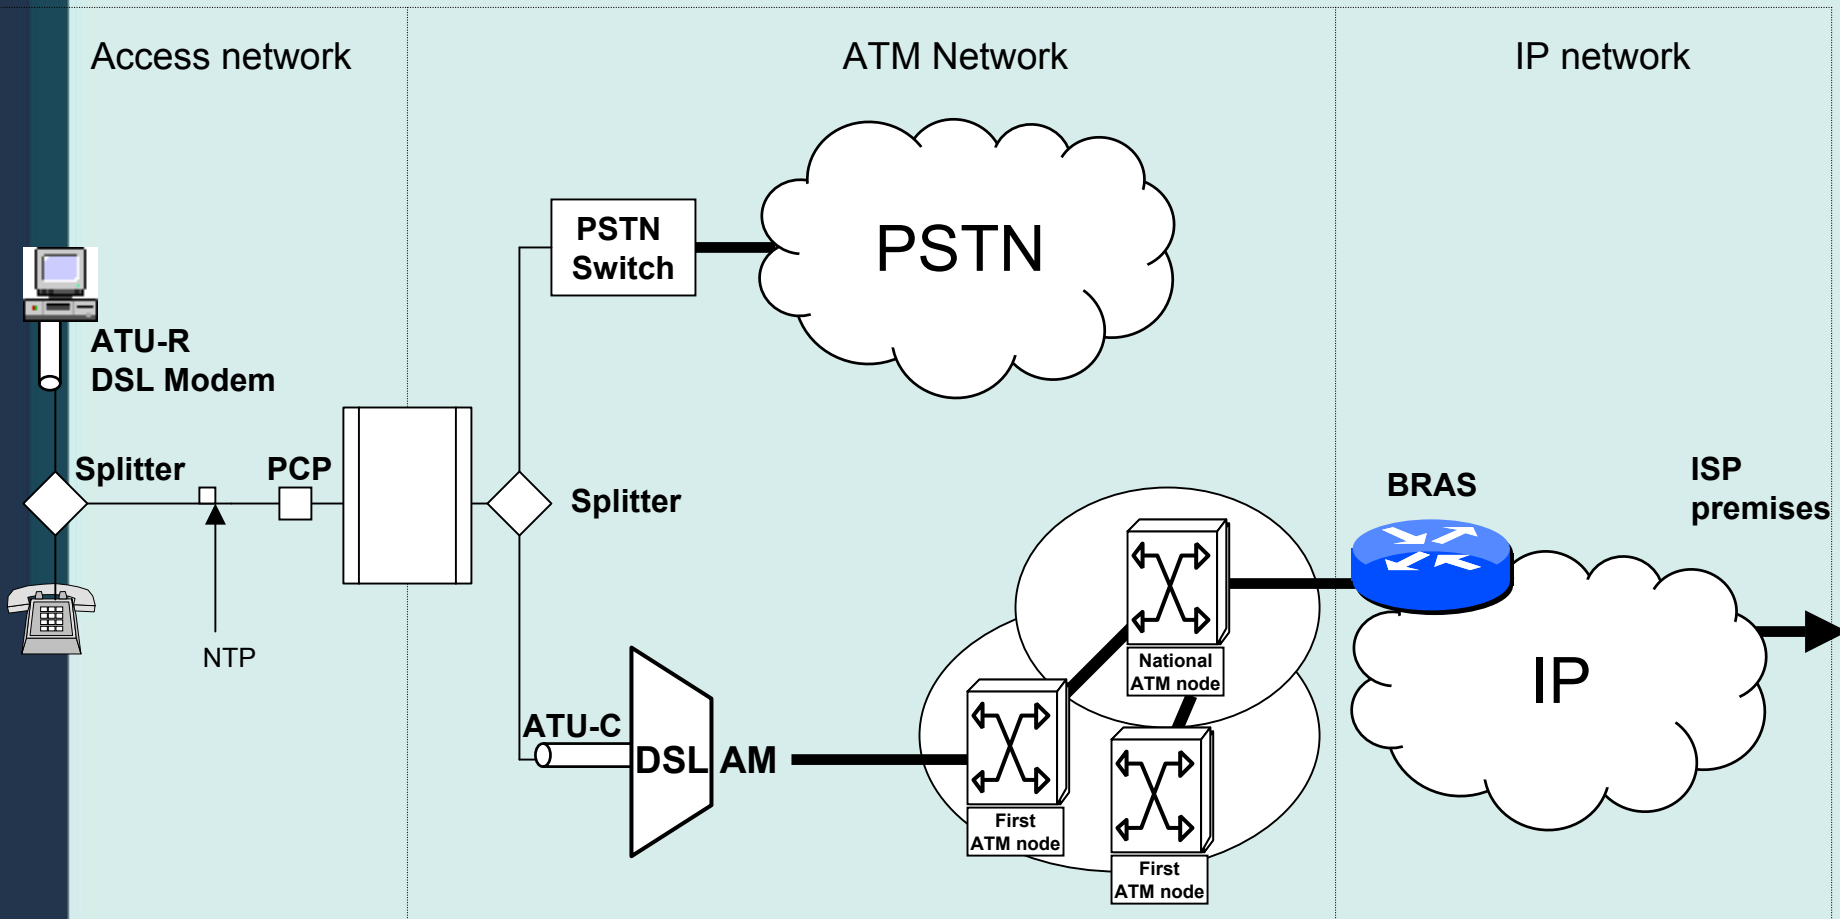 Access network
ATM Network
IP network
PSTN
Switch
PSTN
ATU-R
DSL Modem
Splitter
PCP
Splitter
NTP
BRAS
ISP
premises
National
ATM node
IP
ATU-C
DSL AM
First
ATM node
First
ATM node